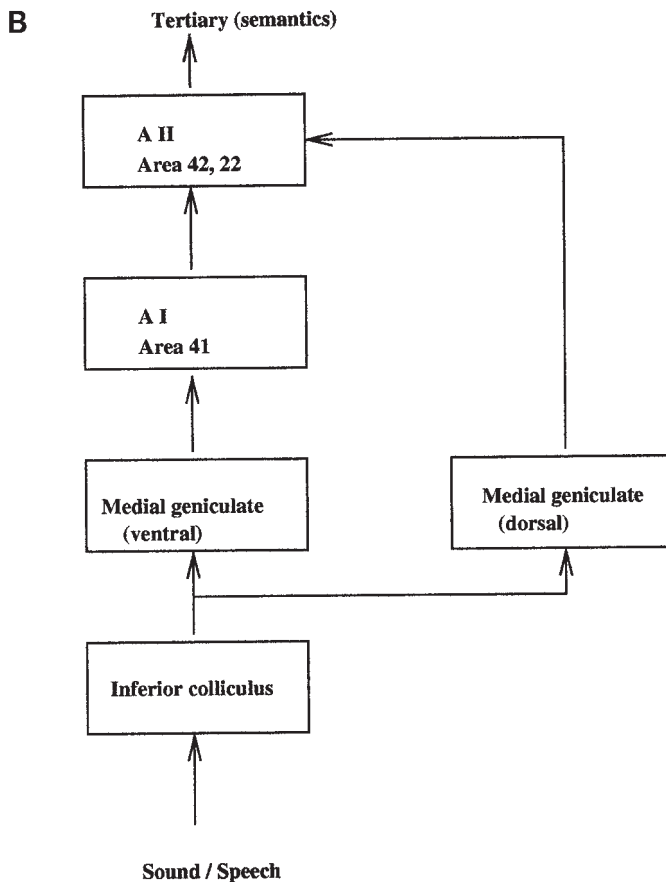 B
Tertiary (semantics)
A II
Area 42, 22
A I
Area 41
Medial geniculate
(ventral)
Medial geniculate
(dorsal)
Inferior colliculus
Sound / Speech